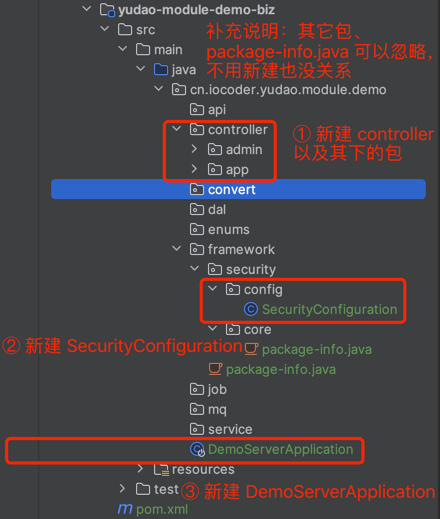 yudao-module-demo-biz
src
补充说明：其它包、
main
package-info.java 可以忽略，
java
不用新建也没关系
cn.iocoder.yudao.module.demo
api
controller
① 新建 controller
admin
以及其下的包
app
convert
dal
enums
framework
security
config
SecurityConfiguration
core
② 新建 SecurityConfiguration
package-info.java
package-info.java
job
mq
service
DemoServerApplication
resources
test
③ 新建 DemoServerApplication
pom.xml